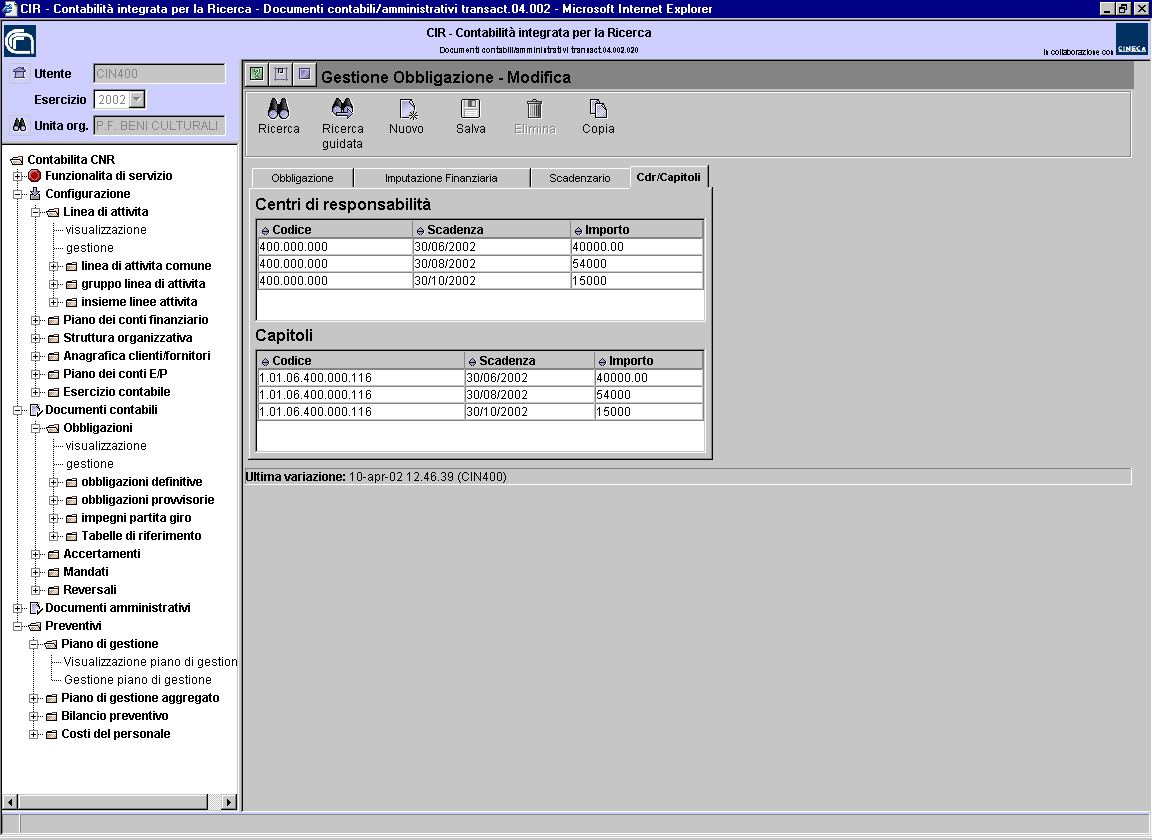 CIR - Contabilità integrata per la Ricerca - Documenti contabili/amministrativi transact.04.002 - Microsoft Internet Explorer
CIR - Contabilità integrata per la Ricerca
Documenti contabili/amministrativi transact.04.002.020
In collaborazione con
CINECA
Utente CIN400
Esercizio 2002
Unita org. P.F. BENI CULTURALI
Contabilita CNR
Funzionalita di servizio
Configurazione
Linea di attivita
visualizzazione
gestione
linea di attivita comune
gruppo linea di attivita
insieme linee attivita
Piano dei conti finanziario
Struttura organizzativa
Anagrafica clienti/fornitori
Piano dei conti E/P
Esercizio contabile
Documenti contabili
Obbligazioni
visualizzazione
gestione
obbligazioni definitive
obbligazioni provvisorie
impegni partita giro
Tabelle di riferimento
Accertamenti
Mandati
Reversali
Documenti amministrativi
Preventivi
Piano di gestione
Visualizzazione piano di gestion
Gestione piano di gestione
Piano di gestione aggregato
Bilancio preventivo
Costi del personale
Gestione Obbligazione - Modifica
Ricerca Ricerca guidata Nuovo Salva Elimina Copia
Obbligazione Imputazione Finanziaria Scadenzario Cdr/Capitoli
Centri di responsabilità
Codice Scadenza Importo
400.000.000 30/06/2002 40000.00
400.000.000 30/08/2002 54000
400.000.000 30/10/2002 15000
Capitoli
Codice Scadenza Importo
1.01.06.400.000.116 30/06/2002 40000.00
1.01.06.400.000.116 30/08/2002 54000
1.01.06.400.000.116 30/10/2002 15000
Ultima variazione: 10-apr-02 12.46.39 (CIN400)